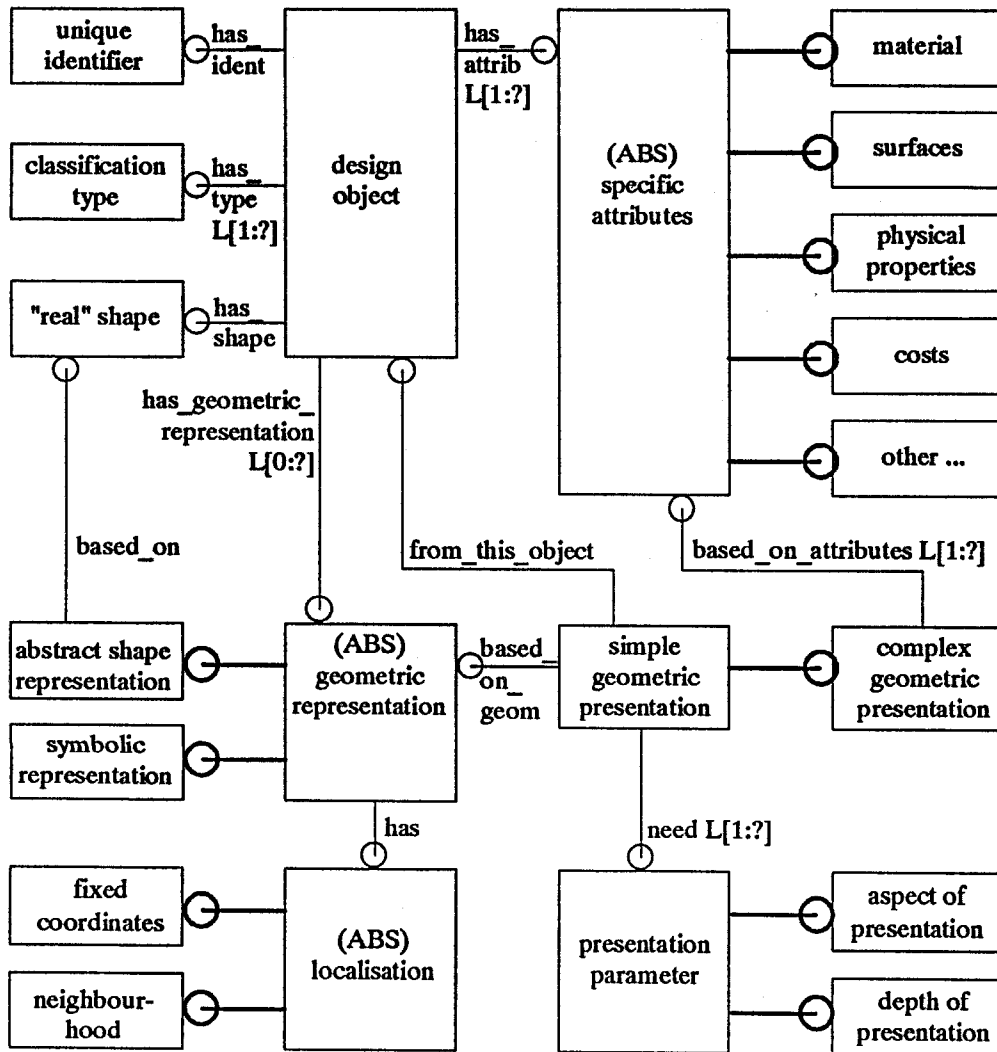 unique
identifier
has_
ident
design
object
has_
attrib
L[1:?]
(ABS)
specific
attributes
material
classification
type
has_
type
L[1:?]
surfaces
physical
properties
"real" shape
has_
shape
costs
has_geometric_
representation
L[0:?]
other ...
based_on
from_this_object
based_on_attributes L[1:?]
abstract shape
representation
(ABS)
geometric
representation
based_
on_
geom
simple
geometric
presentation
complex
geometric
presentation
symbolic
representation
has
need L[1:?]
fixed
coordinates
(ABS)
localisation
presentation
parameter
aspect of
presentation
neighbour-
hood
depth of
presentation